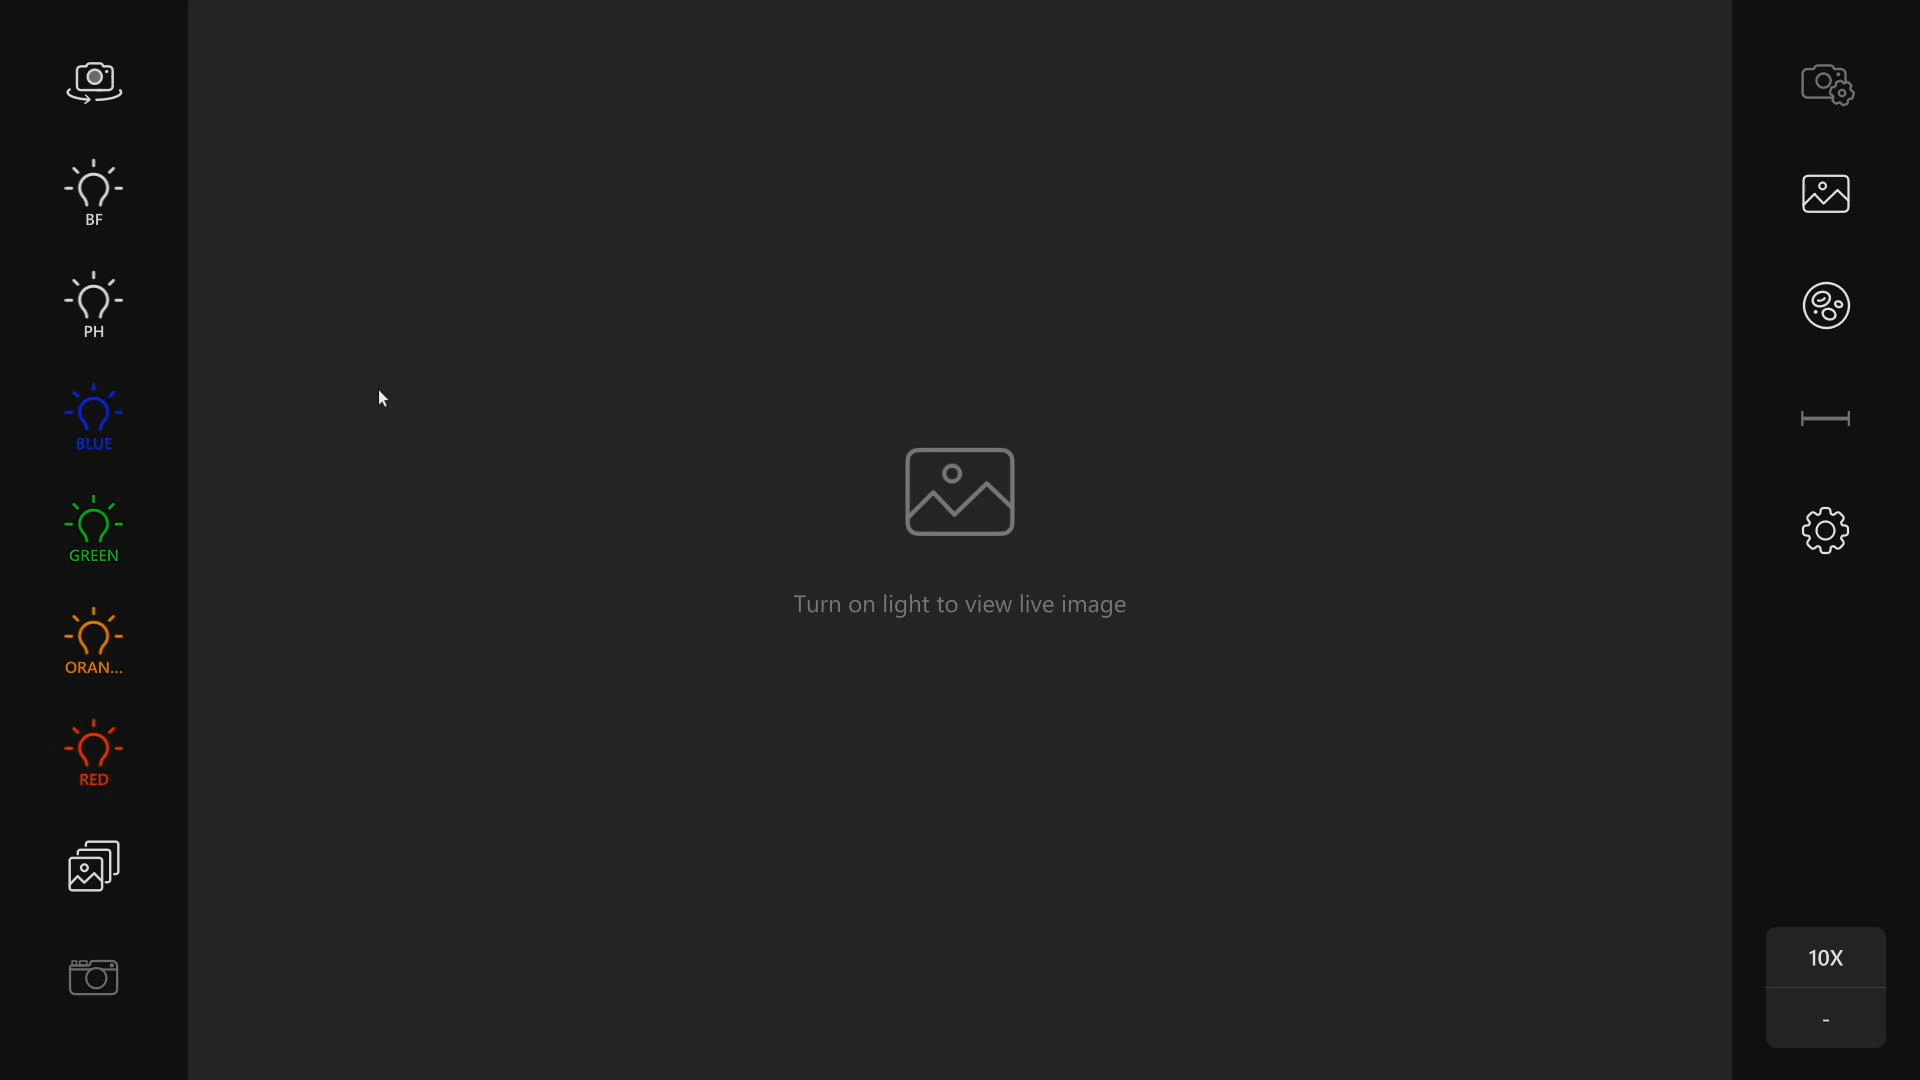 BF
PH
BLUE
GREEN
ORAN...
RED
Turn on light to view live image
10X
-